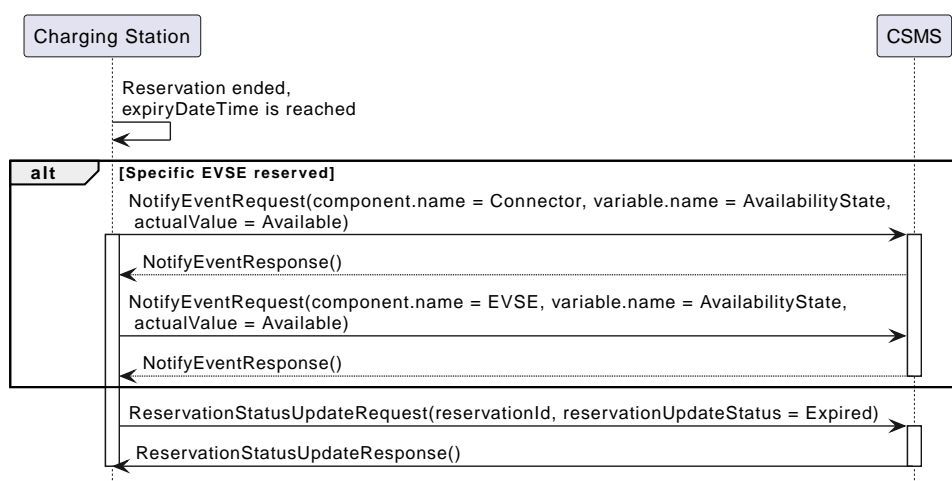 Charging Station
CSMS
Reservation ended,
expiryDateTime is reached
alt
[Specific EVSE reserved]
NotifyEventRequest(component.name = Connector, variable.name = AvailabilityState,
actualValue = Available)
NotifyEventResponse()
NotifyEventRequest(component.name = EVSE, variable.name = AvailabilityState,
actualValue = Available)
NotifyEventResponse()
ReservationStatusUpdateRequest(reservationId, reservationUpdateStatus = Expired)
ReservationStatusUpdateResponse()